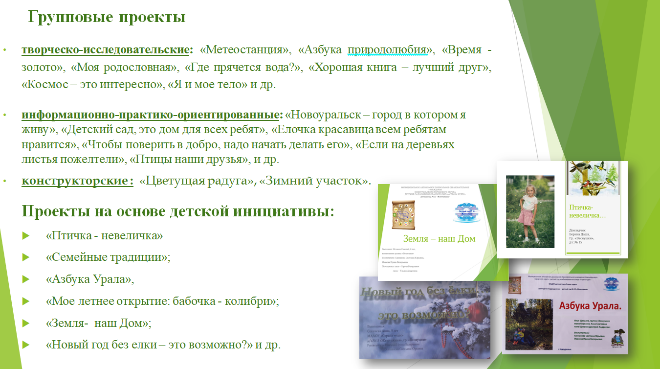 Групповые проекты
творческо-исследовательские: «Метеостанция», «Азбука природолюбия», «Время -
золото», «Моя родословная», «Где прячется вода?», «Хорошая книга – лучший друг»,
«Космос – это интересно», «Я и мое тело» и др.
информационно-практико-ориентированные: «Новоуральск – город в котором я
живу», «Детский сад, это дом для всех ребят», «Елочка красавица всем ребятам
нравится», «Чтобы поверить в добро, надо начать делать его», «Если на деревьях
листья пожелтели», «Птицы наши друзья», и др.
конструкторские: «Цветущая радуга», «Зимний участок».
Проекты на основе детской инициативы:
«Птичка - невеличка»
«Семейные традиции»;
«Азбука Урала»,
«Мое летнее открытие: бабочка - колибри»;
«Земля- наш Дом»;
«Новый год без елки – это возможно?» и др.
Земля – наш Дом
Птичка-
невеличка...
Новый год без елки-
это возможно?
Азбука Урала.